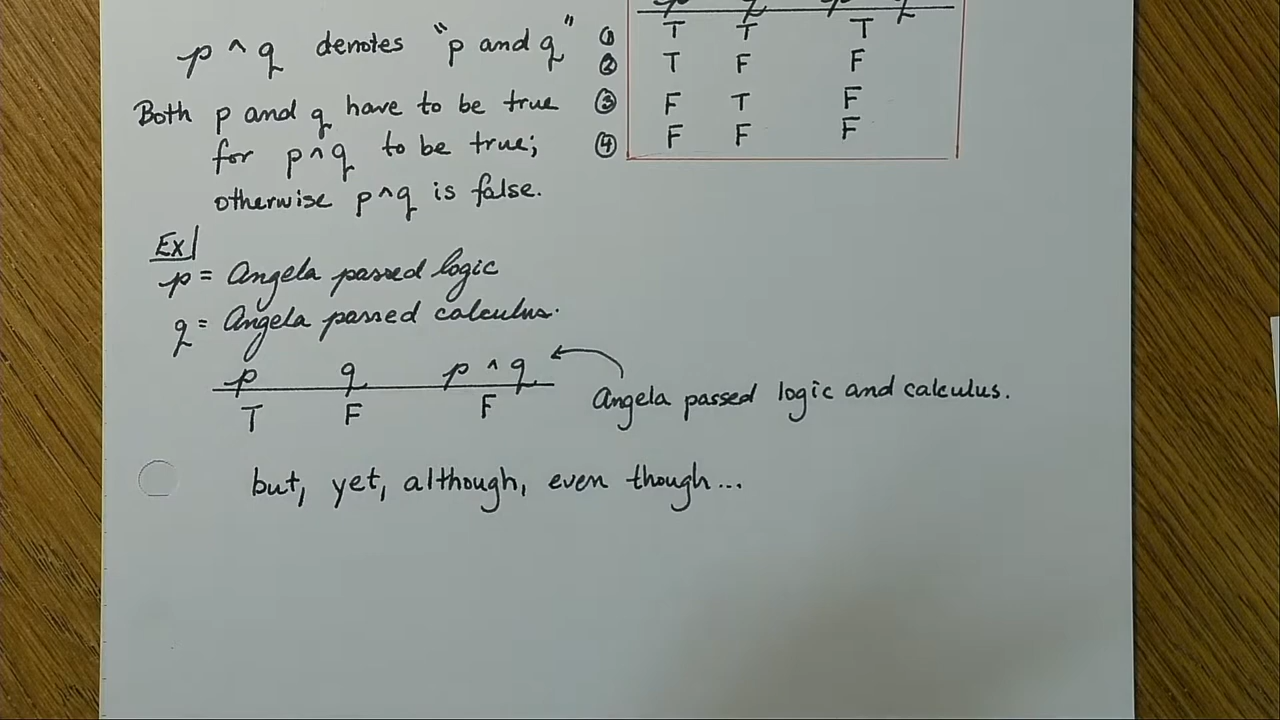 p q p ^ q
p ^ q denotes "p and q"
① T T T
② T F F
Both p and q have to be true
③ F T F
for p^q to be true;
④ F F F
otherwise p^q is false.
Ex
p = Angela passed logic
q = Angela passed calculus.
p q p ^ q
T F F
Angela passed logic and calculus.
but, yet, although, even though...